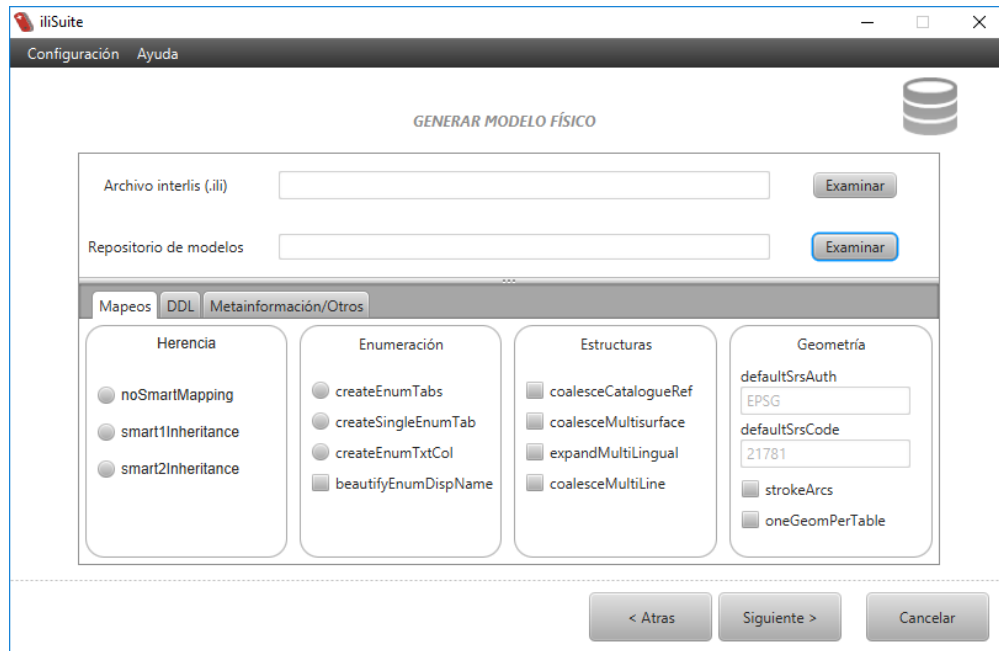 iliSuite
Configuración Ayuda
GENERAR MODELO FÍSICO
Archivo interlis (.ili)
Examinar
Repositorio de modelos
Examinar
Mapeos DDL Metainformación/Otros
Herencia
noSmartMapping
smart1Inheritance
smart2Inheritance
Enumeración
createEnumTabs
createSingleEnumTab
createEnumTxtCol
beautifyEnumDispName
Estructuras
coalesceCatalogueRef
coalesceMultisurface
expandMultiLingual
coalesceMultiLine
Geometría
defaultSrsAuth
EPSG
defaultSrsCode
21781
strokeArcs
oneGeomPerTable
< Atras
Siguiente >
Cancelar